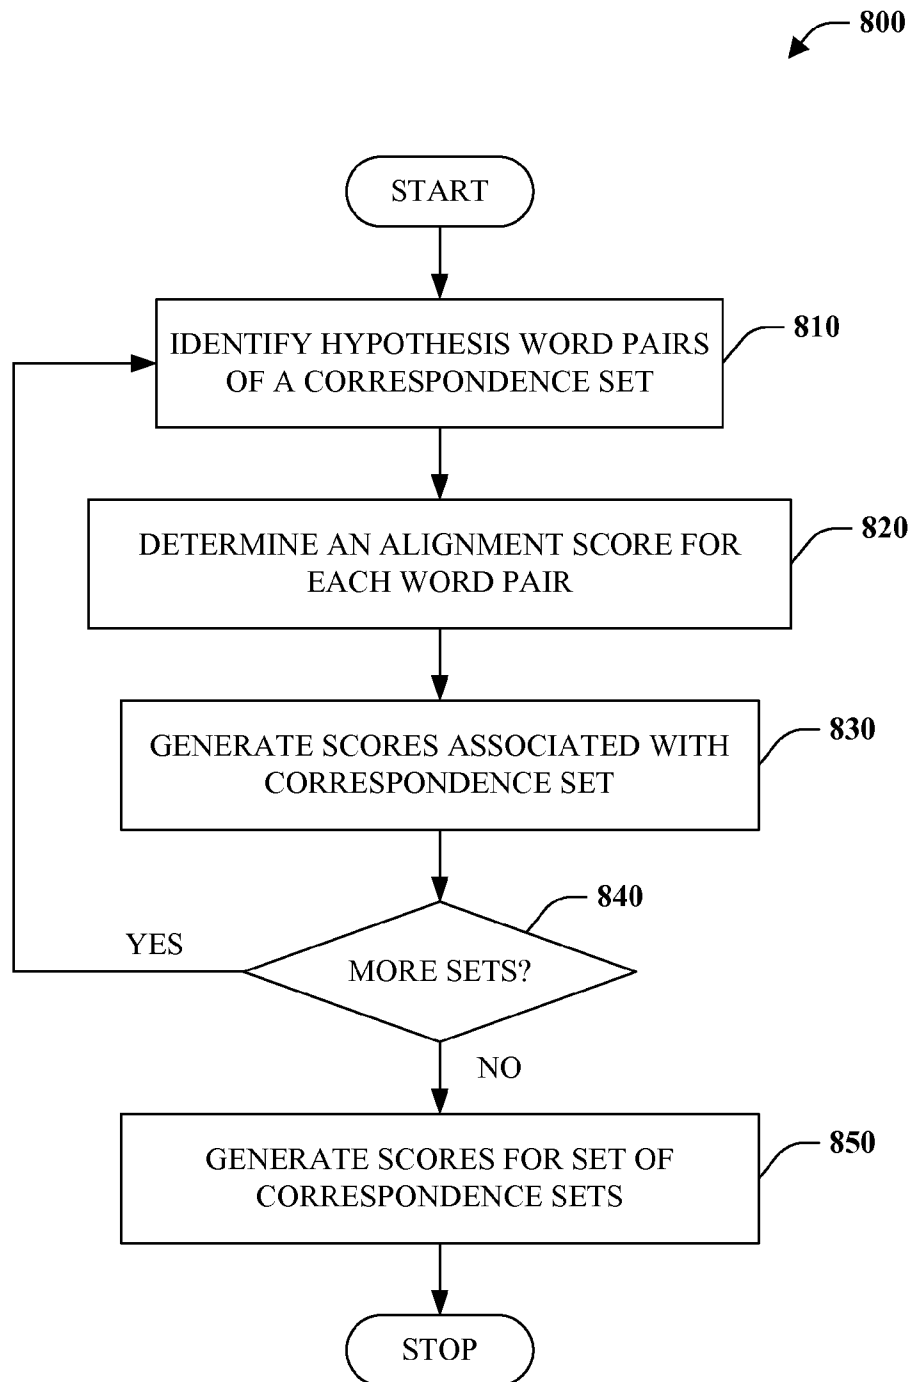 800
START
IDENTIFY HYPOTHESIS WORD PAIRS
OF A CORRESPONDENCE SET
810
DETERMINE AN ALIGNMENT SCORE FOR
EACH WORD PAIR
820
GENERATE SCORES ASSOCIATED WITH
CORRESPONDENCE SET
830
840
YES
MORE SETS?
NO
GENERATE SCORES FOR SET OF
CORRESPONDENCE SETS
850
STOP